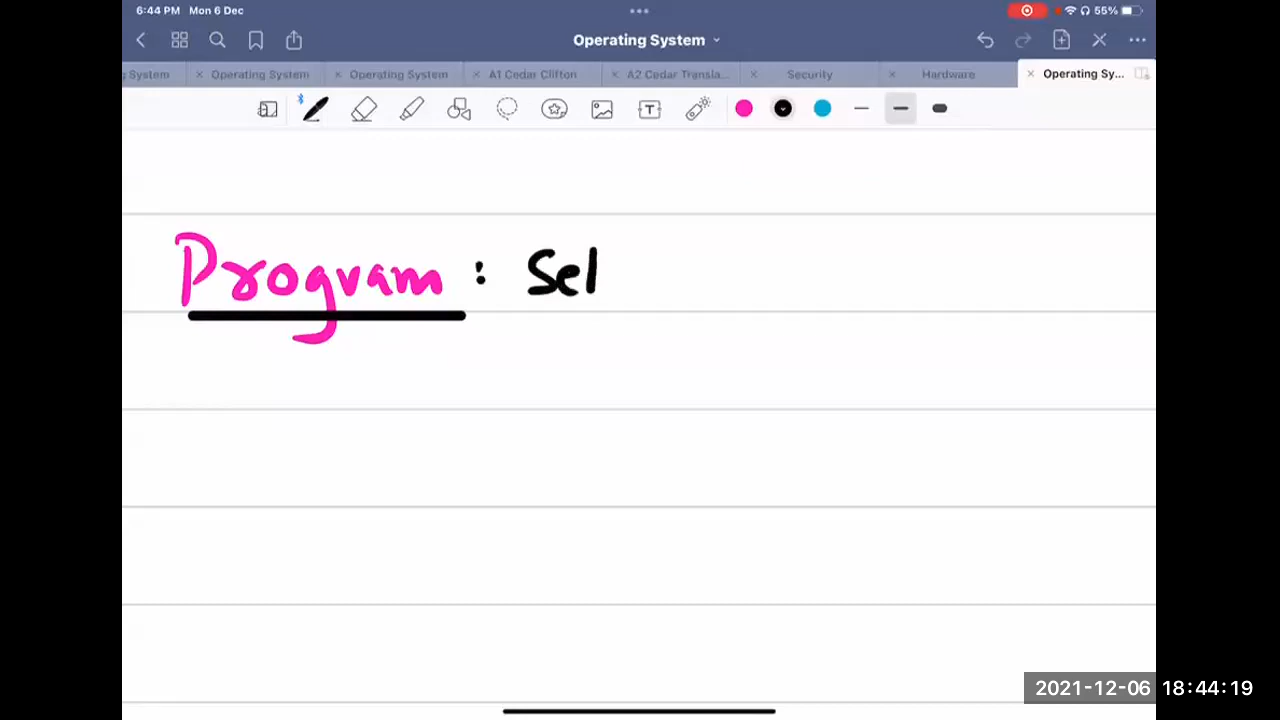 6:44 PM Mon 6 Dec
55%
Operating System
g System
Operating System
Operating System
A1 Cedar Clifton
A2 Cedar Transla...
Security
Hardware
Operating Sy...
T
Program : Sel
2021-12-06 18:44:19